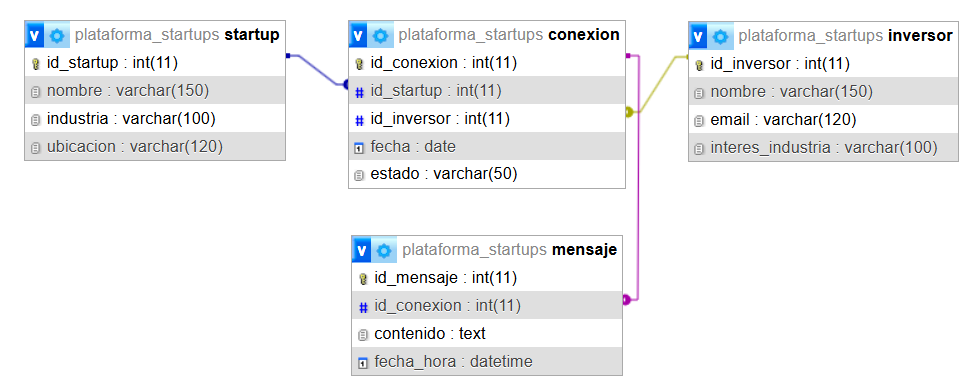 v plataforma_startups startup
id_startup : int(11)
nombre : varchar(150)
industria : varchar(100)
ubicacion : varchar(120)
v plataforma_startups conexion
id_conexion : int(11)
# id_startup : int(11)
# id_inversor : int(11)
1 fecha : date
estado : varchar(50)
v plataforma_startups inversor
id_inversor : int(11)
nombre : varchar(150)
email : varchar(120)
interes_industria : varchar(100)
v plataforma_startups mensaje
id_mensaje : int(11)
# id_conexion : int(11)
contenido : text
1 fecha_hora : datetime